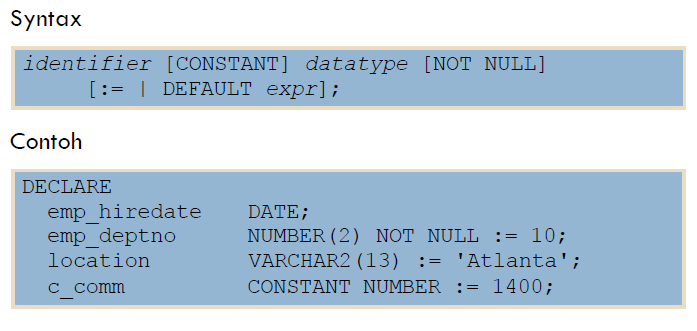 Syntax
identifier [CONSTANT] datatype [NOT NULL]
[:= | DEFAULT expr];
Contoh
DECLARE
emp_hiredate DATE;
emp_deptno NUMBER(2) NOT NULL := 10;
location VARCHAR2(13) := 'Atlanta';
c_comm CONSTANT NUMBER := 1400;